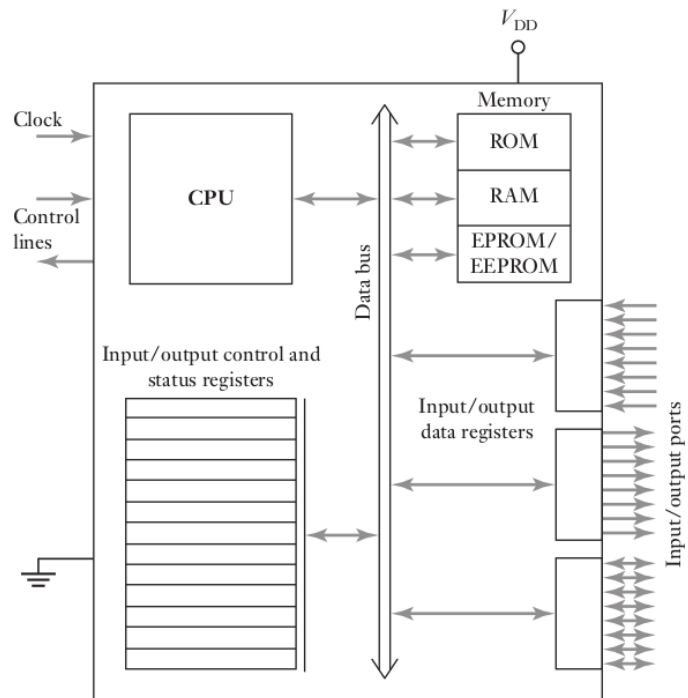 V_DD
Memory
Clock
ROM
CPU
RAM
Control
lines
EPROM/
EEPROM
Data bus
Input/output control and
status registers
Input/output
data registers
Input/output ports